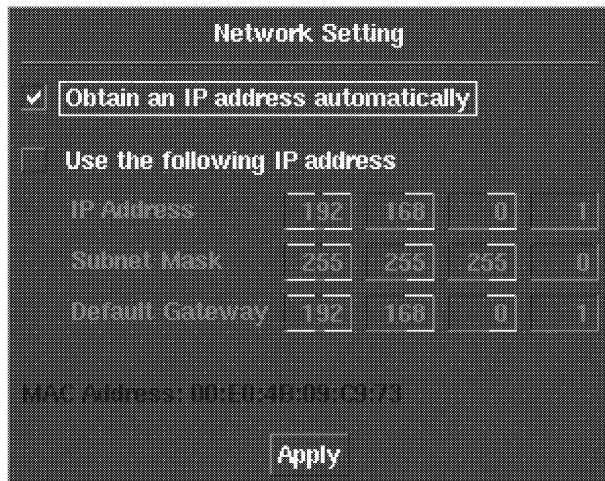 Network Setting
Obtain an IP address automatically
Use the following IP address
IP Address 192 168 0 1
Subnet Mask 255 255 255 0
Default Gateway 192 168 0 1
MAC Address: 00:E0:4B:09:C9:73
Apply